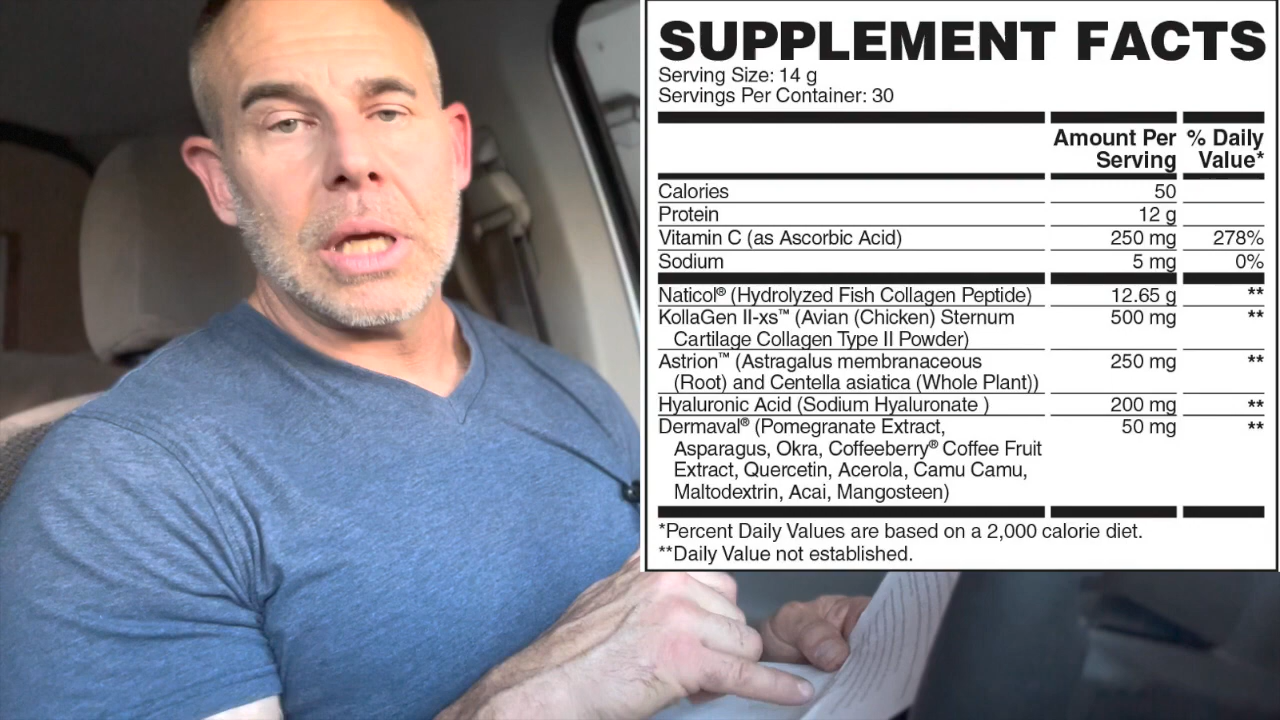 SUPPLEMENT FACTS
Serving Size: 14 g
Servings Per Container: 30
Amount Per % Daily
Serving Value*
Calories 50
Protein 12 g
Vitamin C (as Ascorbic Acid) 250 mg 278%
Sodium 5 mg 0%
Naticol® (Hydrolyzed Fish Collagen Peptide) 12.65 g **
KollaGen II-xs™ (Avian (Chicken) Sternum 500 mg **
Cartilage Collagen Type II Powder)
Astrion™ (Astragalus membranaceous 250 mg **
(Root) and Centella asiatica (Whole Plant))
Hyaluronic Acid (Sodium Hyaluronate ) 200 mg **
Dermaval® (Pomegranate Extract, 50 mg **
Asparagus, Okra, Coffeeberry® Coffee Fruit
Extract, Quercetin, Acerola, Camu Camu,
Maltodextrin, Acai, Mangosteen)
*Percent Daily Values are based on a 2,000 calorie diet.
**Daily Value not established.